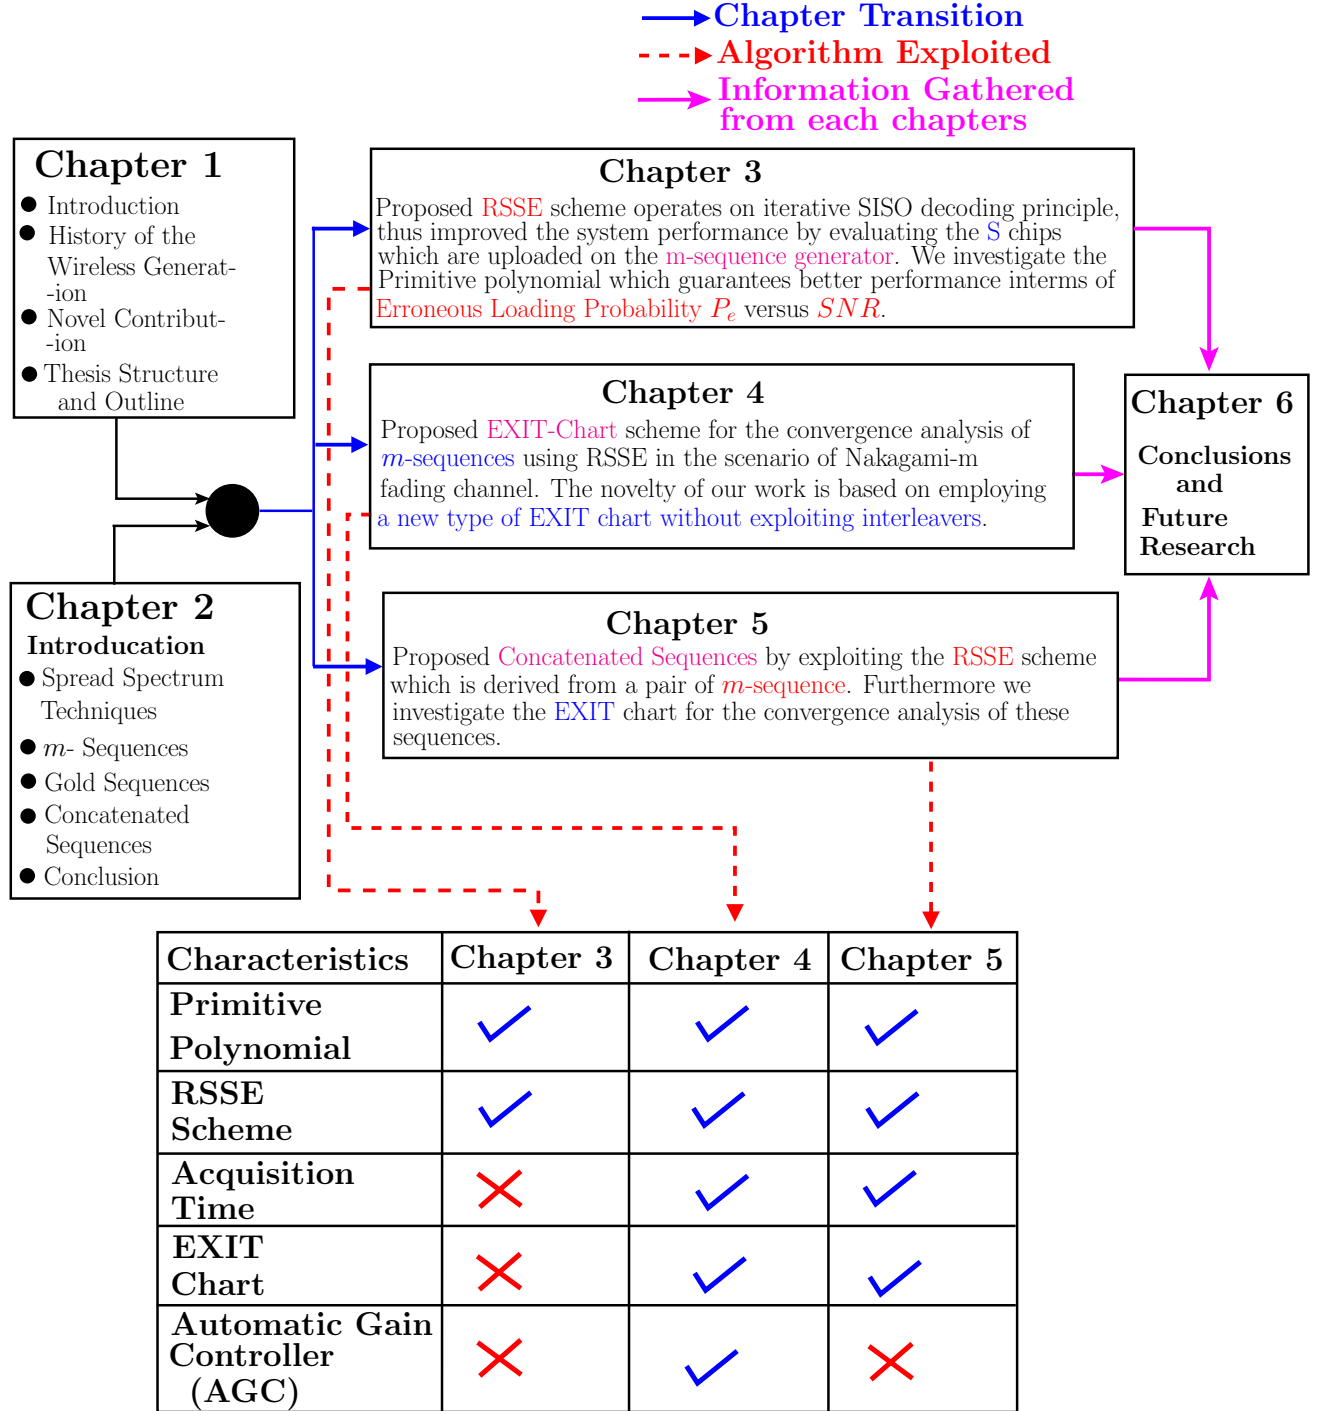 Chapter Transition
Algorithm Exploited
Information Gathered
from each chapters
Chapter 1
Introduction
History of the
Wireless Generat-
-ion
Novel Contribut-
-ion
Thesis Structure
and Outline
Chapter 2
Introducation
Spread Spectrum
Techniques
m- Sequences
Gold Sequences
Concatenated
Sequences
Conclusion
Chapter 3
Proposed RSSE scheme operates on iterative SISO decoding principle,
thus improved the system performance by evaluating the S chips
which are uploaded on the m-sequence generator. We investigate the
Primitive polynomial which guarantees better performance interms of
Erroneous Loading Probability Pe versus SNR.
Chapter 4
Proposed EXIT-Chart scheme for the convergence analysis of
m-sequences using RSSE in the scenario of Nakagami-m
fading channel. The novelty of our work is based on employing
a new type of EXIT chart without exploiting interleavers.
Chapter 5
Proposed Concatenated Sequences by exploiting the RSSE scheme
which is derived from a pair of m-sequence. Furthermore we
investigate the EXIT chart for the convergence analysis of these
sequences.
Chapter 6
Conclusions
and
Future
Research
Characteristics Chapter 3 Chapter 4 Chapter 5
Primitive
Polynomial
RSSE
Scheme
Acquisition
Time
EXIT
Chart
Automatic Gain
Controller
(AGC)